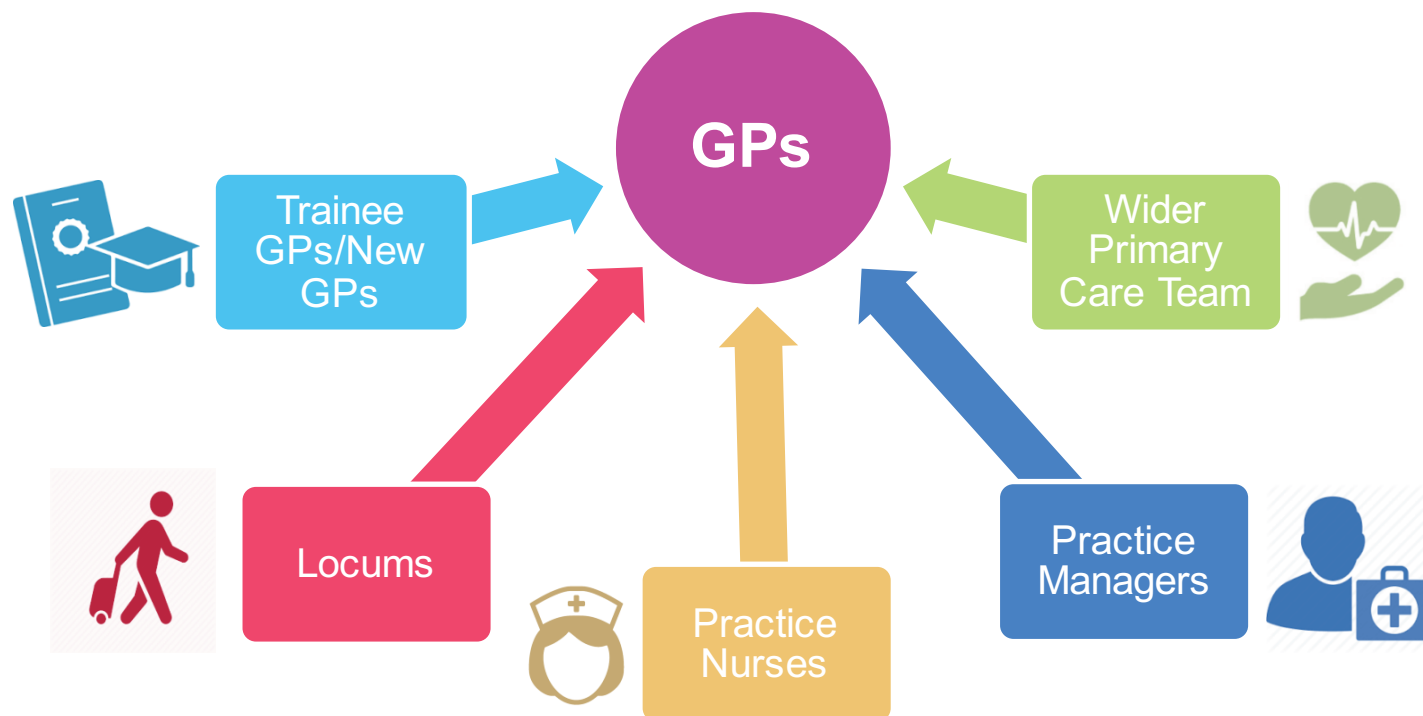 GPs
Trainee
GPs/New
GPs
Wider
Primary
Care Team
Locums
Practice
Nurses
Practice
Managers